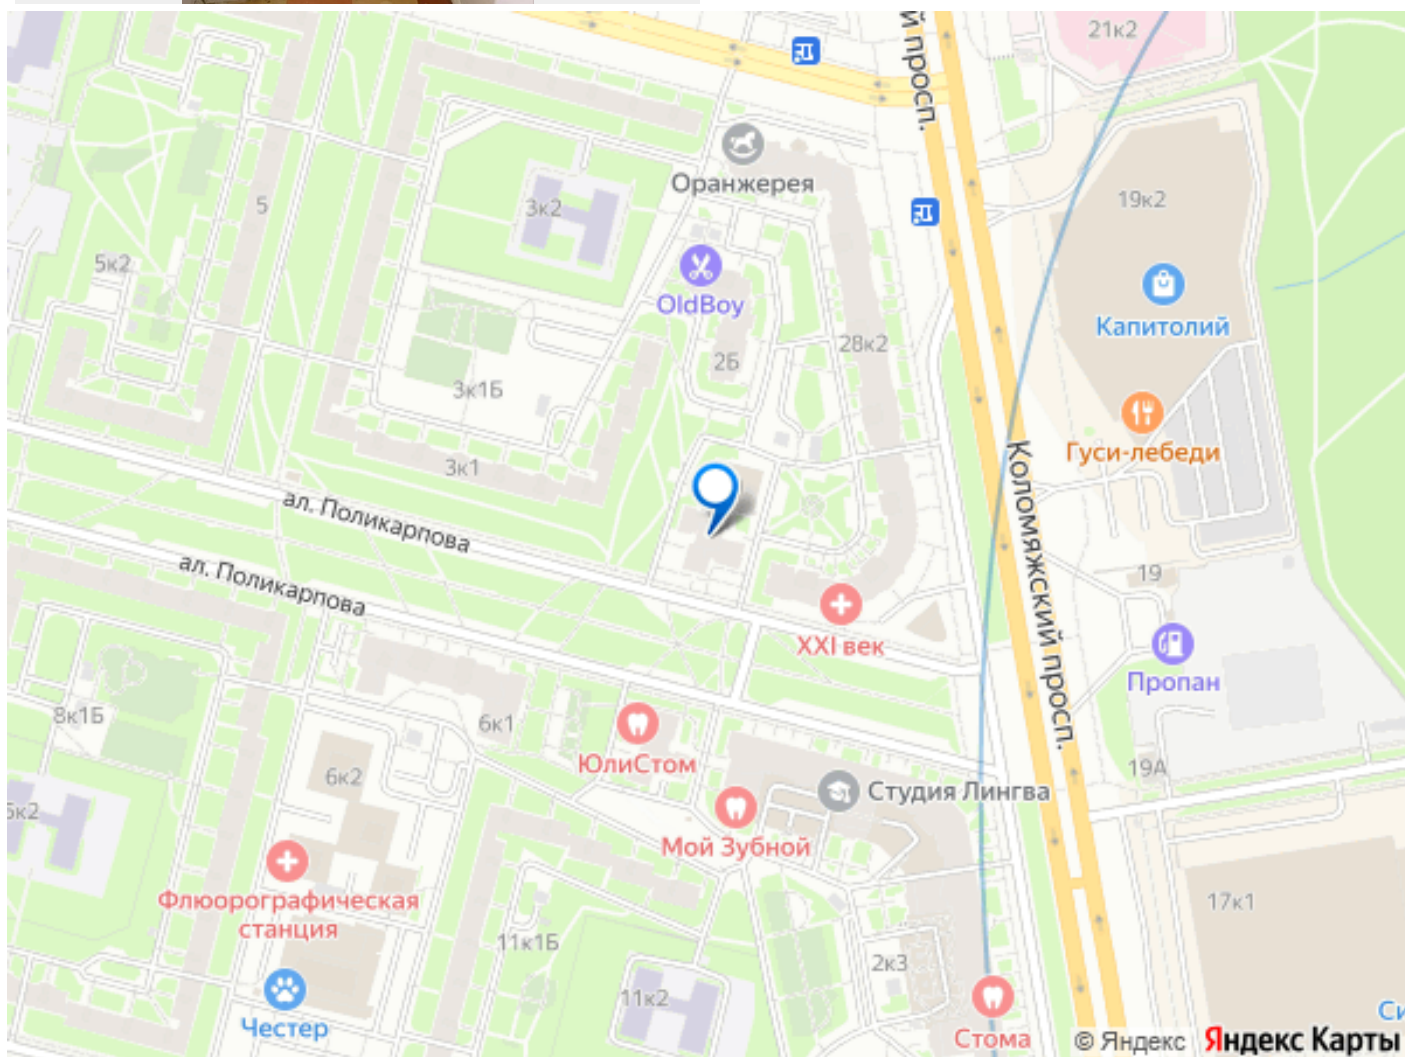 й просп.
21к2
19к2
Оранжерея
3к2
5
5к2
OldBoy
Капитолий
28к2
2Б
3к1Б
Гуси-лебеди
3к1
ал. Поликарпова
Коломяжский просп.
ал. Поликарпова
19
XXI век
Пропан
8к1Б
6к1
ЮлиСтом
6к2
19А
Студия Лингва
Мой Зубной
Флюорографическая
станция
17к1
11к1Б
2к3
11к2
Честер
Стома
© Яндекс
Яндекс Карты